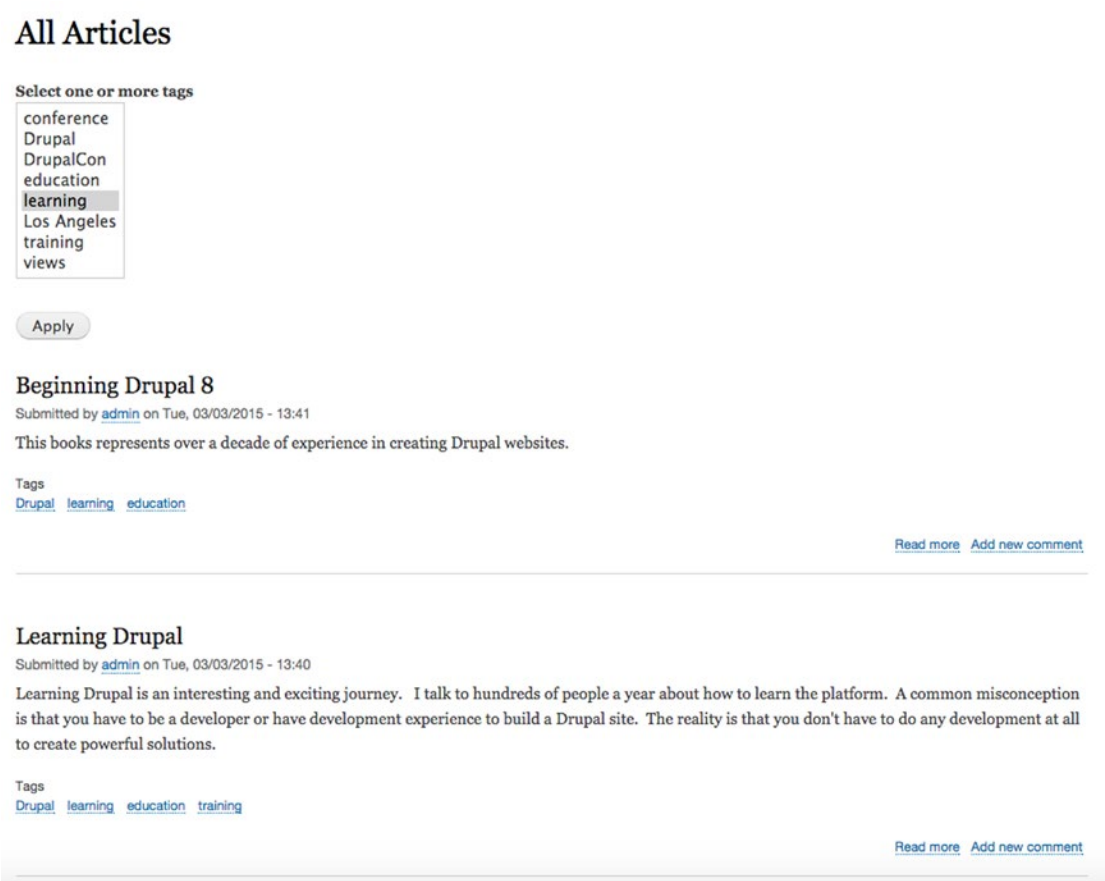 All Articles
Select one or more tags
conference
Drupal
DrupalCon
education
learning
Los Angeles
training
views
Apply
Beginning Drupal 8
Submitted by admin on Tue, 03/03/2015 - 13:41
This books represents over a decade of experience in creating Drupal websites.
Tags
Drupal learning education
Read more Add new comment
Learning Drupal
Submitted by admin on Tue, 03/03/2015 - 13:40
Learning Drupal is an interesting and exciting journey. I talk to hundreds of people a year about how to learn the platform. A common misconception
is that you have to be a developer or have development experience to build a Drupal site. The reality is that you don't have to do any development at all
to create powerful solutions.
Tags
Drupal learning education training
Read more Add new comment